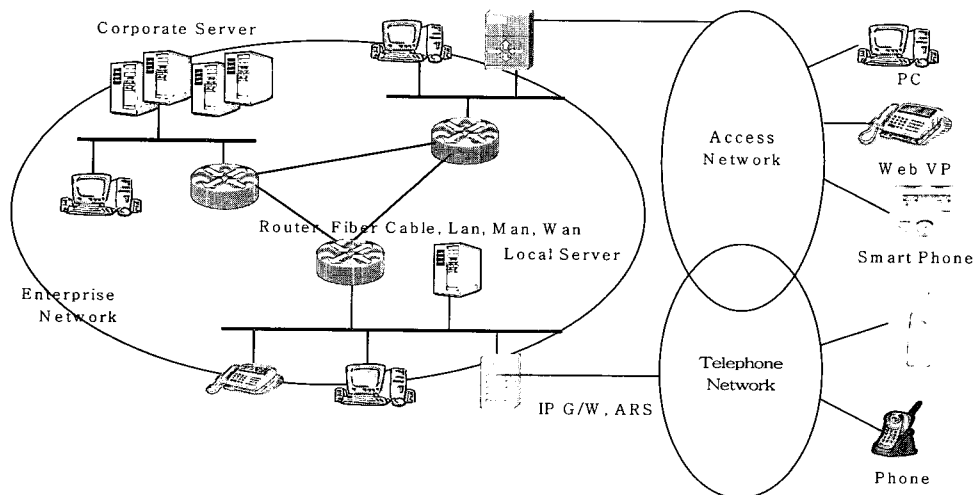 Corporate Server
PC
Access
Network
Web VP
Router, Fiber Cable, Lan, Man, Wan
Local Server
Smart Phone
Enterprise
Network
Telephone
Network
IP G/W, ARS
Phone